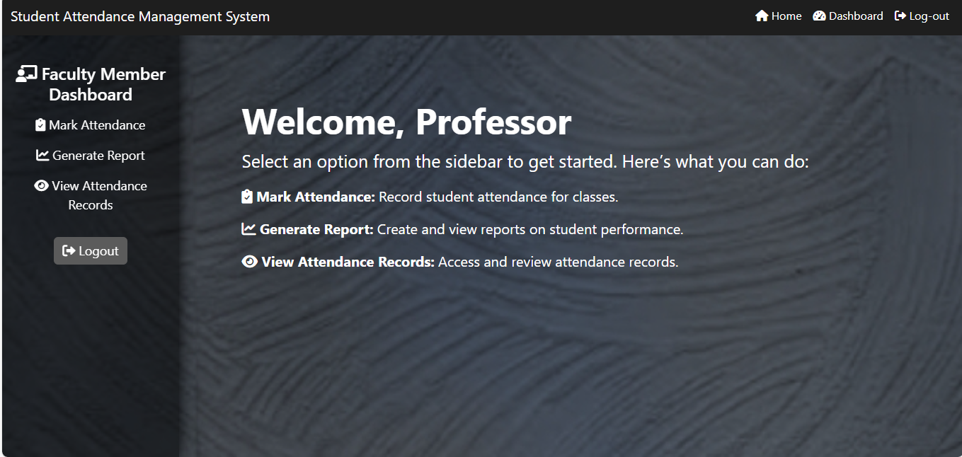 Student Attendance Management System
Home Dashboard Log-out
Faculty Member
Dashboard
Mark Attendance
Generate Report
View Attendance
Records
Logout
Welcome, Professor
Select an option from the sidebar to get started. Here's what you can do:
Mark Attendance: Record student attendance for classes.
Generate Report: Create and view reports on student performance.
View Attendance Records: Access and review attendance records.